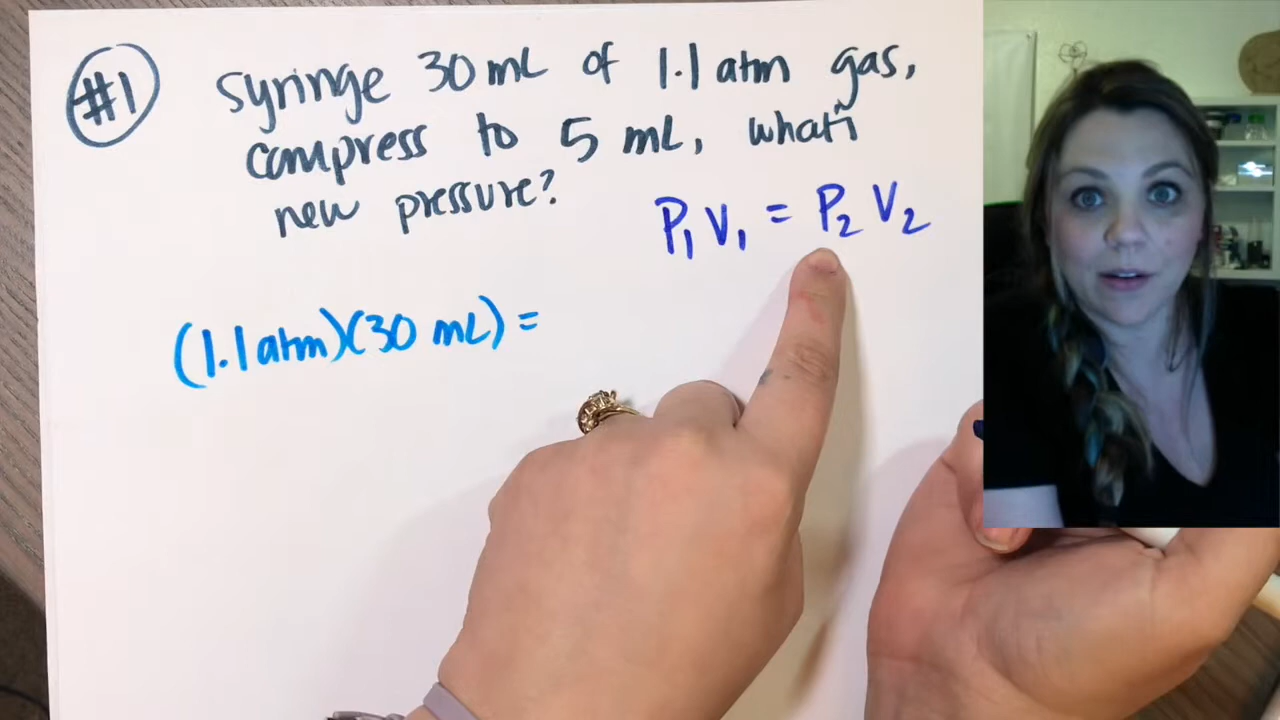 #1
Syringe 30 mL of 1.1 atm gas,
compress to 5 mL, what's
new pressure?
P₁V₁ = P₂V₂
(1.1 atm)(30 mL) =